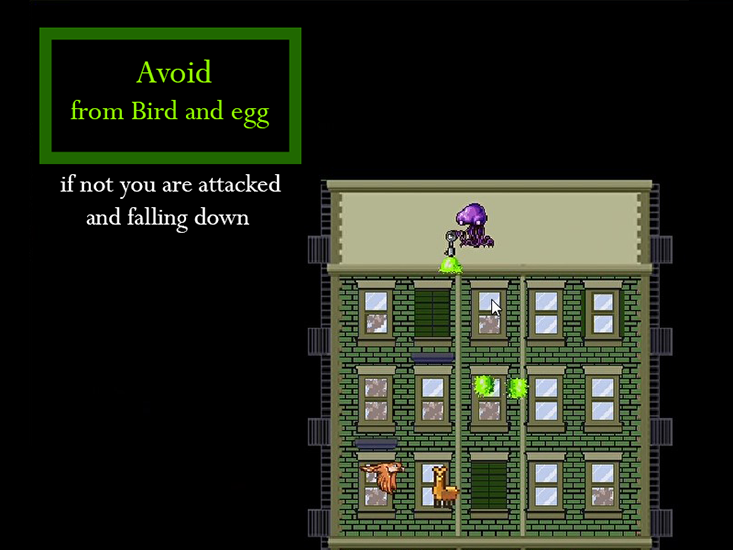 Avoid
from Bird and egg
if not you are attacked
and falling down